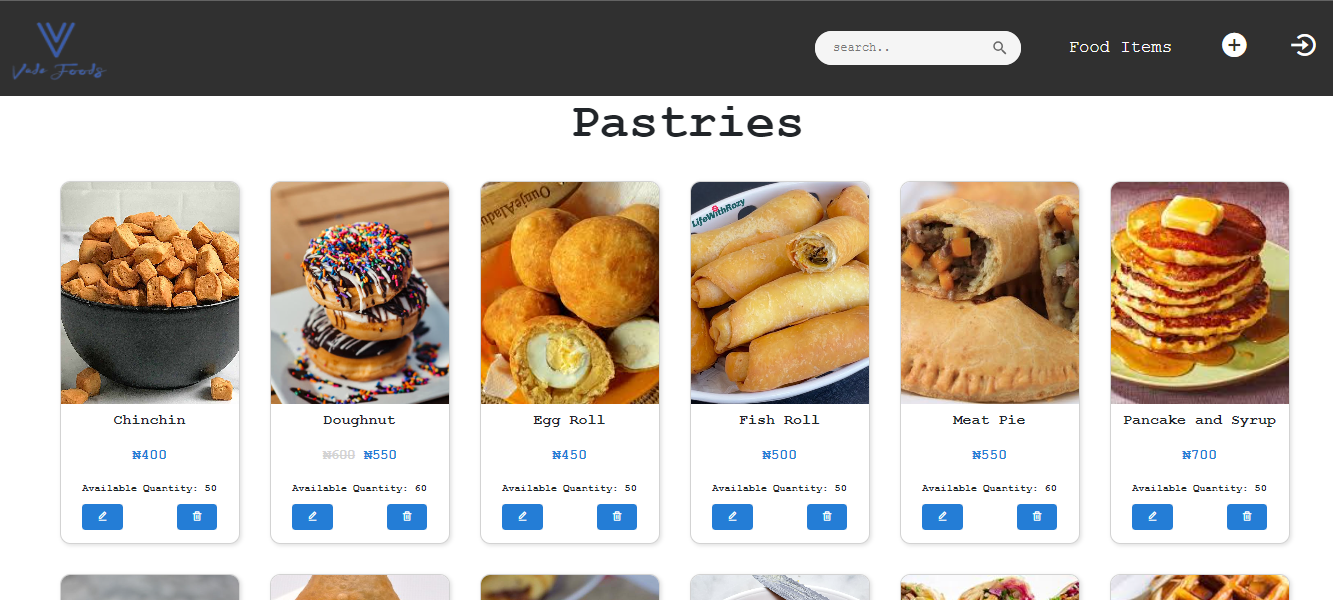 Vale Foods
search..
Food Items
Pastries
OunjeAladu
LifeWithRozy
Chinchin
Doughnut
Egg Roll
Fish Roll
Meat Pie
Pancake and Syrup
₦400
₦600 ₦550
₦450
₦500
₦550
₦700
Available Quantity: 50
Available Quantity: 60
Available Quantity: 50
Available Quantity: 50
Available Quantity: 60
Available Quantity: 50